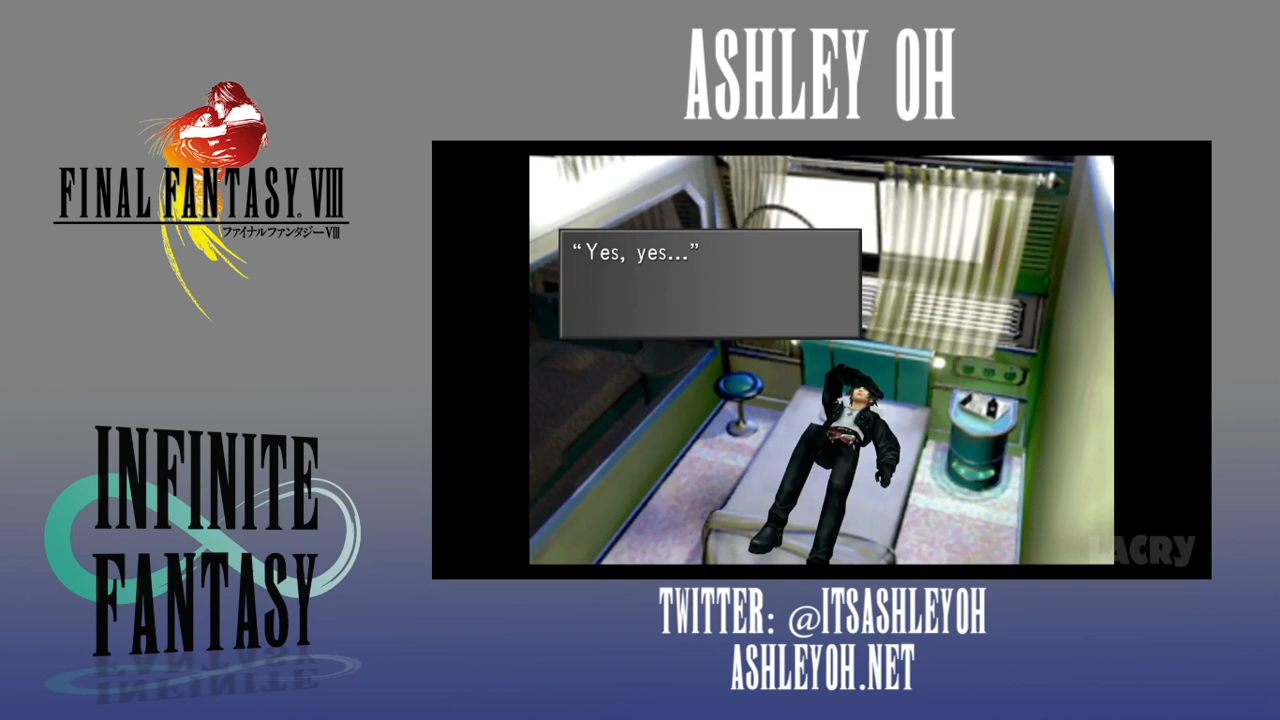 ASHLEY OH
FINAL FANTASY VIII
ファイナルファンタジーVIII
“Yes, yes...”
INFINITE
FANTASY
LACRY
TWITTER: @ITSASHLEYOH
ASHLEYOH.NET